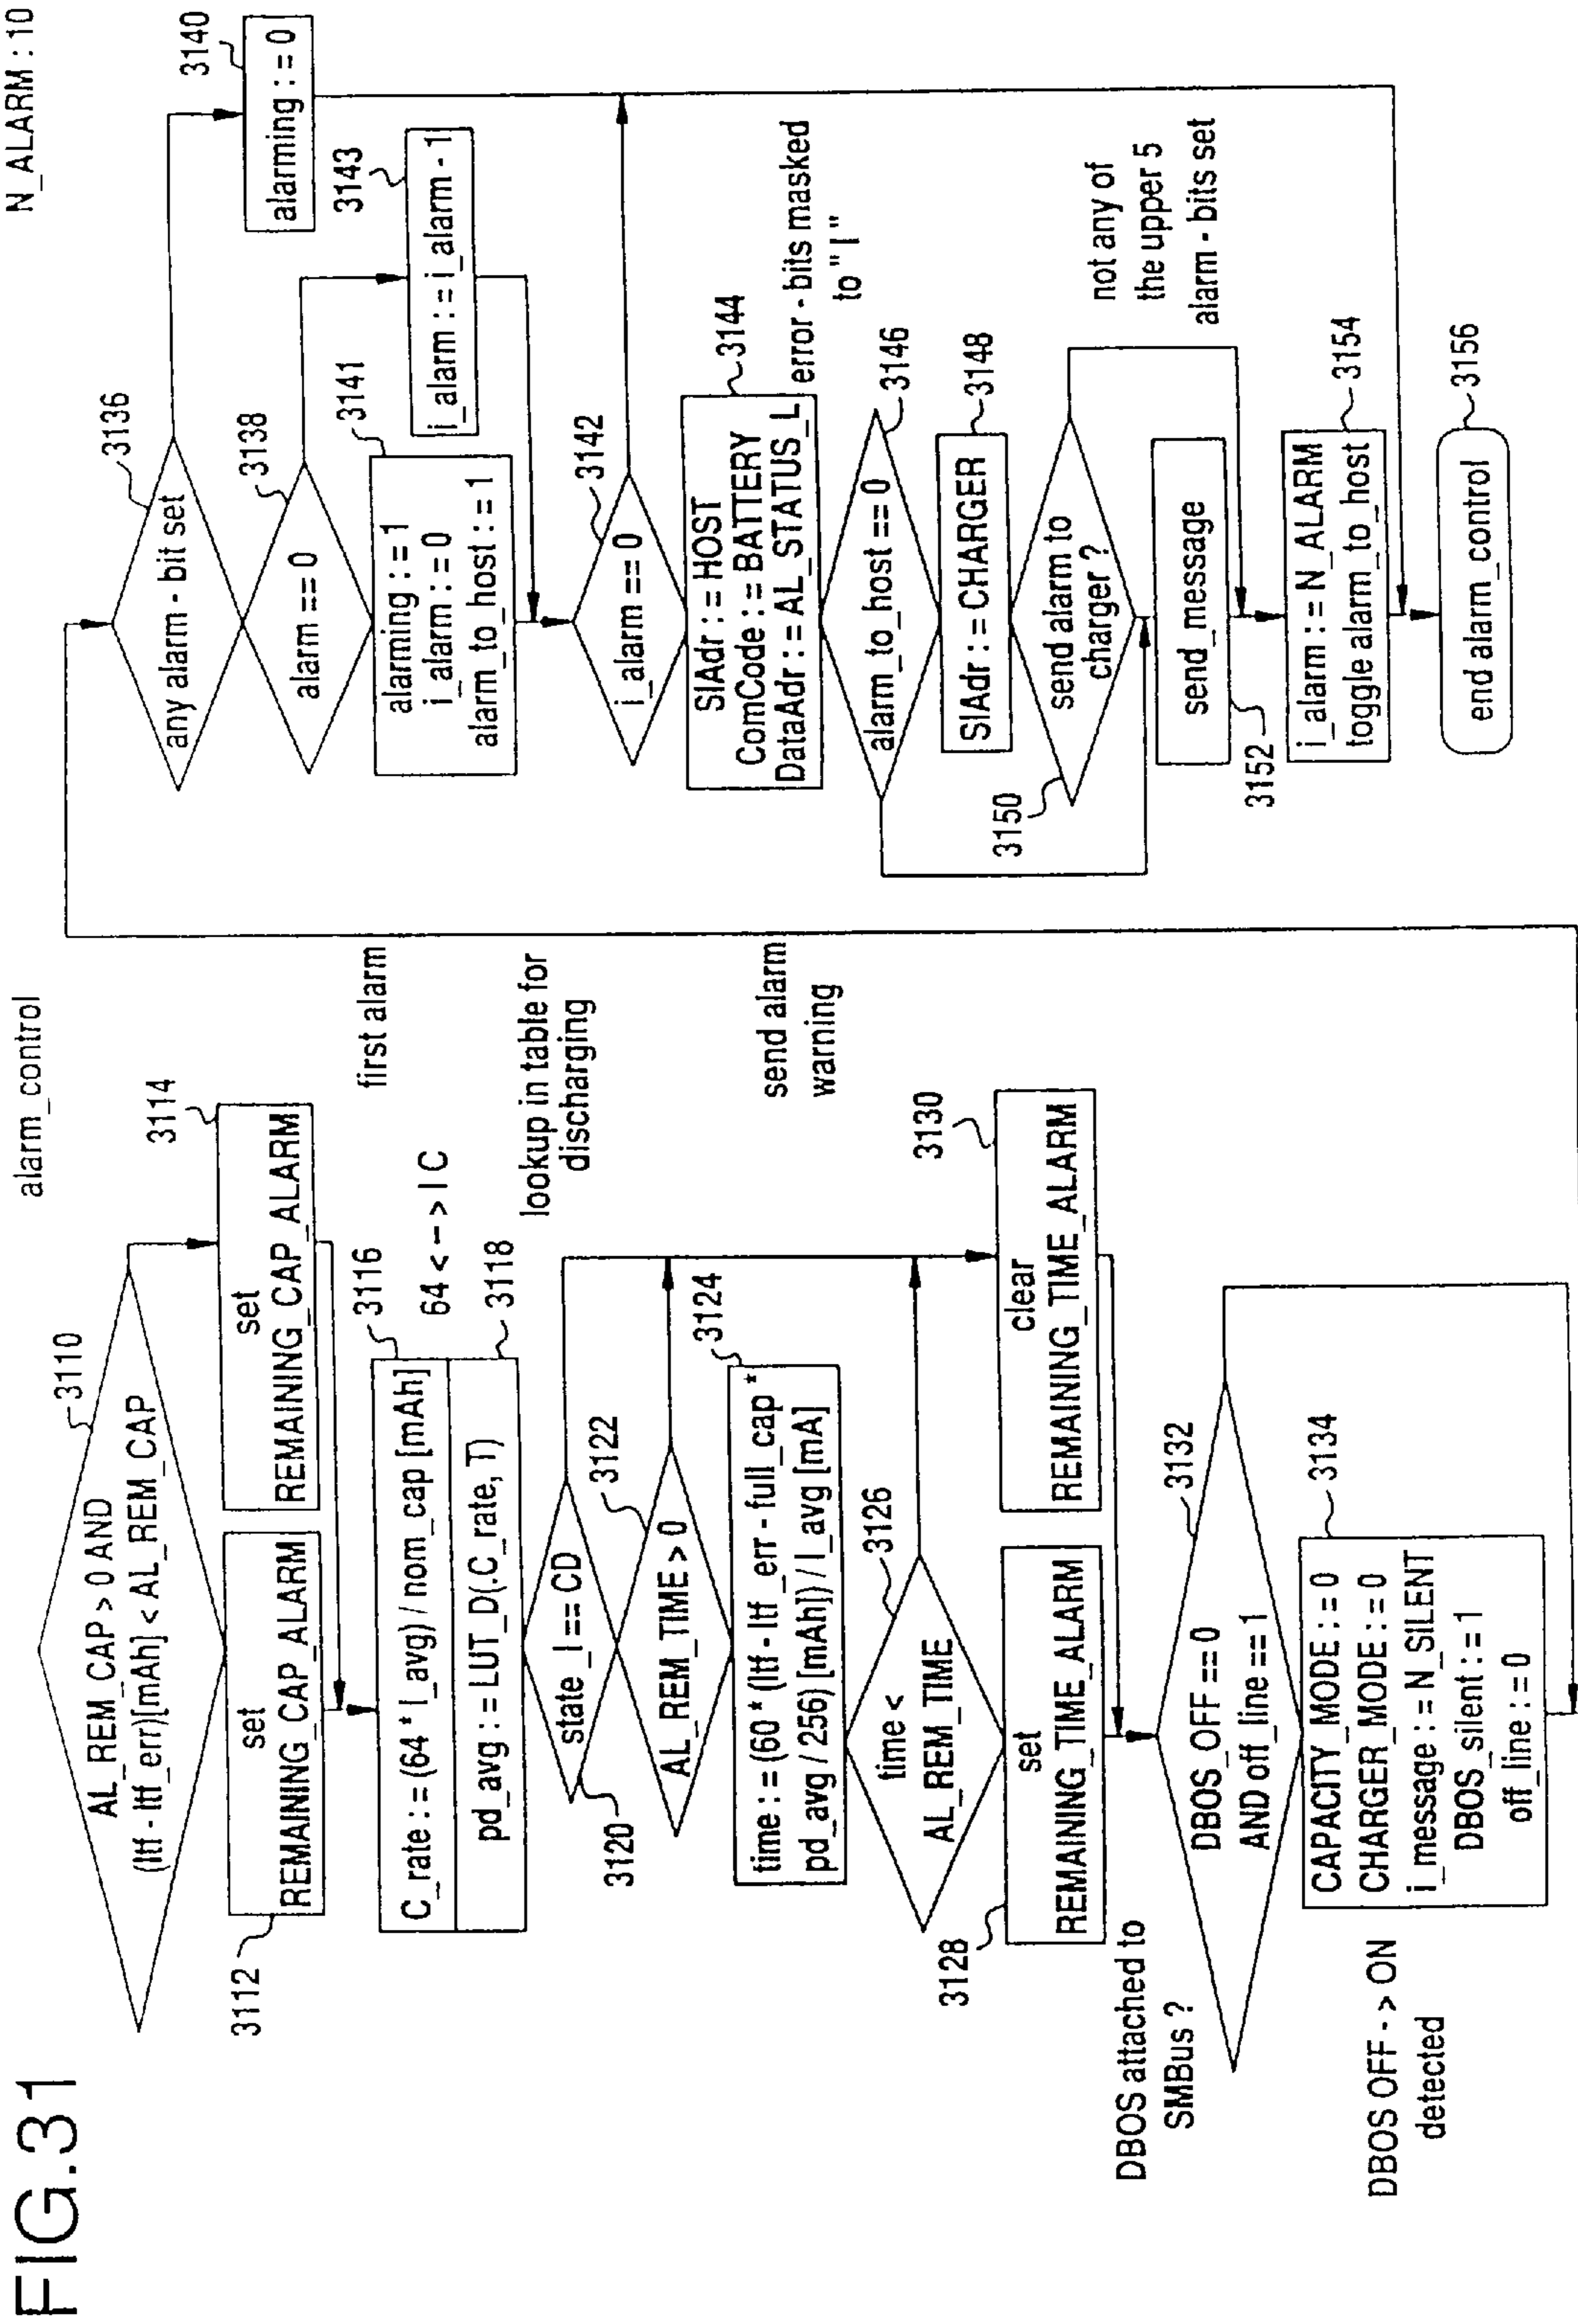 FIG.31
alarm_control
3110
AL_REM_CAP > 0 AND
(ltf - ltf_err)[mAh] < AL_REM_CAP
3112
set
REMAINING_CAP_ALARM
3114
set
REMAINING_CAP_ALARM
first alarm
3116
C_rate : = (64 * I_avg) / nom_cap [mAh]
64 < - > I C
pd_avg : = LUT_D(.C_rate, T)
3118
lookup in table for
discharging
state_I == CD
3120
AL_REM_TIME > 0
3122
3124
time : = (60 * (ltf - ltf_err - full_cap *
pd_avg / 256) [mAh]) / I_avg [mA]
send alarm
warning
time <
AL_REM_TIME
3126
3128
set
REMAINING_TIME_ALARM
3130
clear
REMAINING_TIME_ALARM
DBOS attached to
SMBus ?
DBOS_OFF == 0
AND off_line == 1
3132
3134
CAPACITY_MODE : = 0
CHARGER_MODE : = 0
i_message : = N_SILENT
DBOS_silent : = 1
off_line : = 0
DBOS OFF - > ON
detected
N_ALARM : 10
any alarm - bit set
3136
3140
alarming : = 0
alarm == 0
3138
3143
i_alarm : = i_alarm - 1
3141
alarming : = 1
i_alarm : = 0
alarm_to_host : = 1
i_alarm == 0
3142
SlAdr : = HOST
ComCode : = BATTERY
DataAdr : = AL_STATUS_L
3144
error - bits masked
to " I "
alarm_to_host == 0
3146
SlAdr : = CHARGER
3148
send alarm to
charger ?
3150
not any of
the upper 5
alarm - bits set
send_message
3152
i_alarm : = N_ALARM
toggle alarm_to_host
3154
end alarm_control
3156